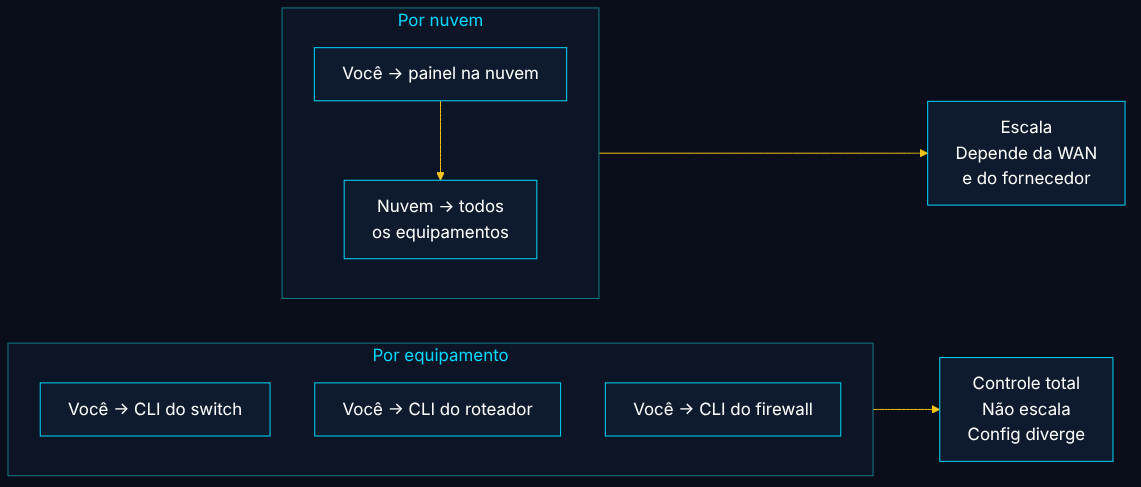 Por nuvem
Você → painel na nuvem
Nuvem → todos
os equipamentos
Escala
Depende da WAN
e do fornecedor
Por equipamento
Você → CLI do switch
Você → CLI do roteador
Você → CLI do firewall
Controle total
Não escala
Config diverge